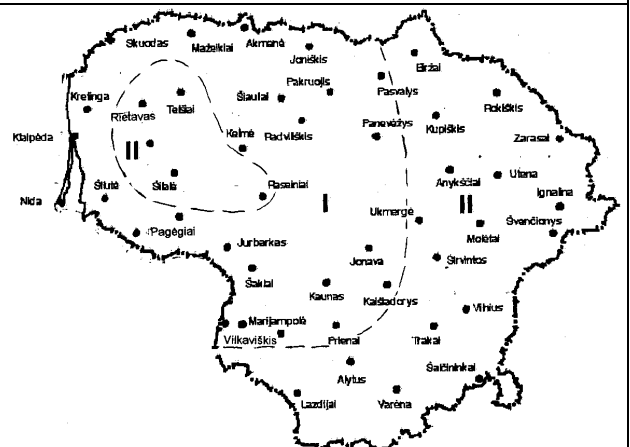 Skuodas
Mažeikiai
Akmanė
Joniškis
Biržai
Kretinga
Rietavas
Telšiai
Šiauliai
Pakruojis
Pasvalys
Rokiškis
Klaipėda
Kelmė
Radviliškis
Panevėžys
Kupiškis
Zarasai
II
Nida
Šilutė
Šilalė
Raseiniai
I
Anykščiai
II
Utena
Ignalina
Pagėgiai
Ukmergė
Molėtai
Švenčionys
Jurbarkas
Jonava
Širvintos
Šakiai
Kaunas
Kaišiadorys
Vilnius
Marijampolė
Vilkaviškis
Prienai
Trakai
Alytus
Šalčininkai
Lazdijai
Varėna